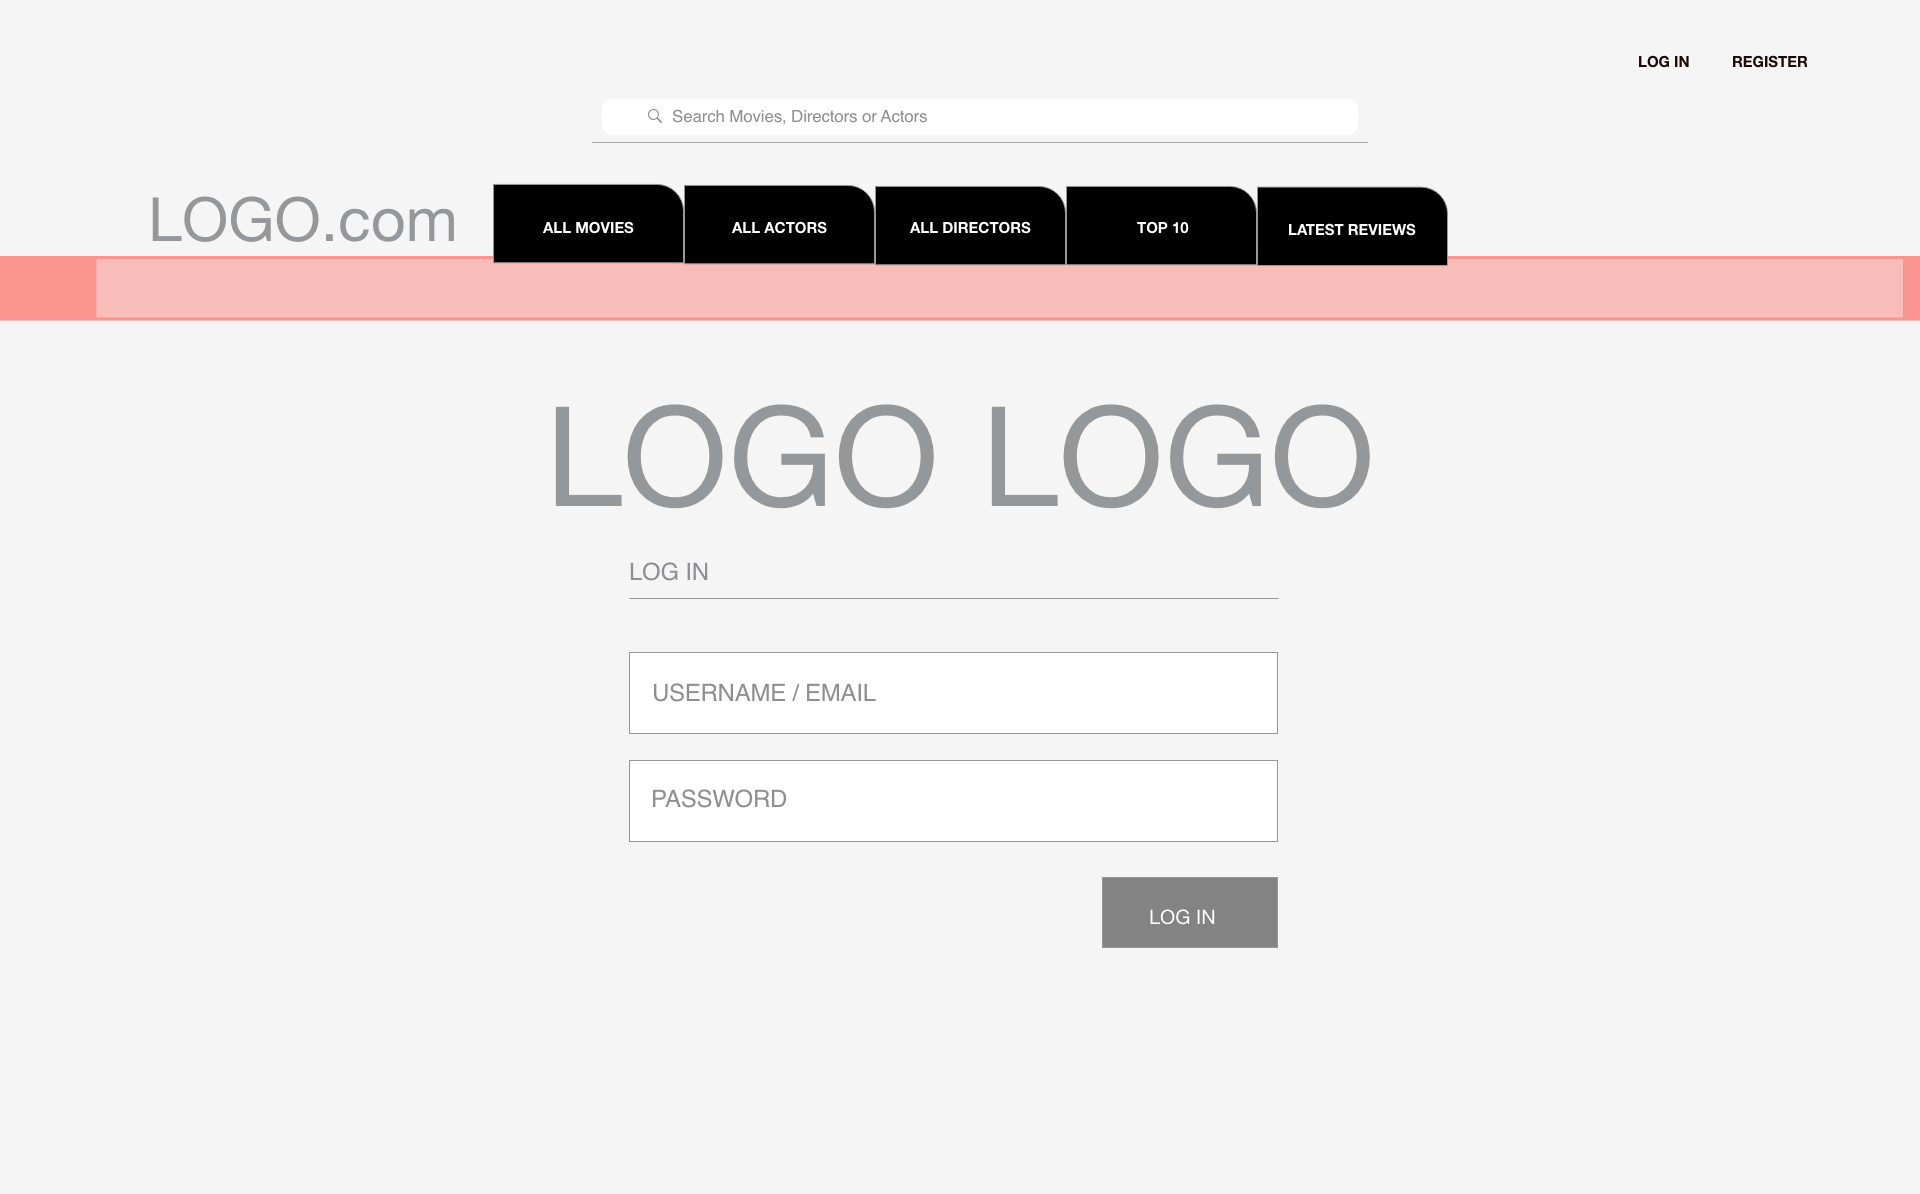 LOG IN REGISTER
Search Movies, Directors or Actors
LOGO.com
ALL MOVIES ALL ACTORS ALL DIRECTORS TOP 10 LATEST REVIEWS
LOGO LOGO
LOG IN
USERNAME / EMAIL
PASSWORD
LOG IN